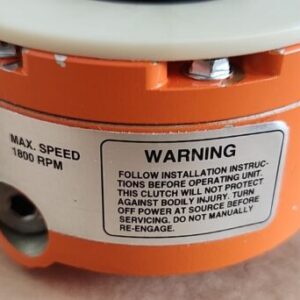 MAX. SPEED
1800 RPM
WARNING
FOLLOW INSTALLATION INSTRUC-
TIONS BEFORE OPERATING UNIT.
THIS CLUTCH WILL NOT PROTECT
AGAINST BODILY INJURY. TURN
OFF POWER AT SOURCE BEFORE
SERVICING. DO NOT MANUALLY
RE-ENGAGE.